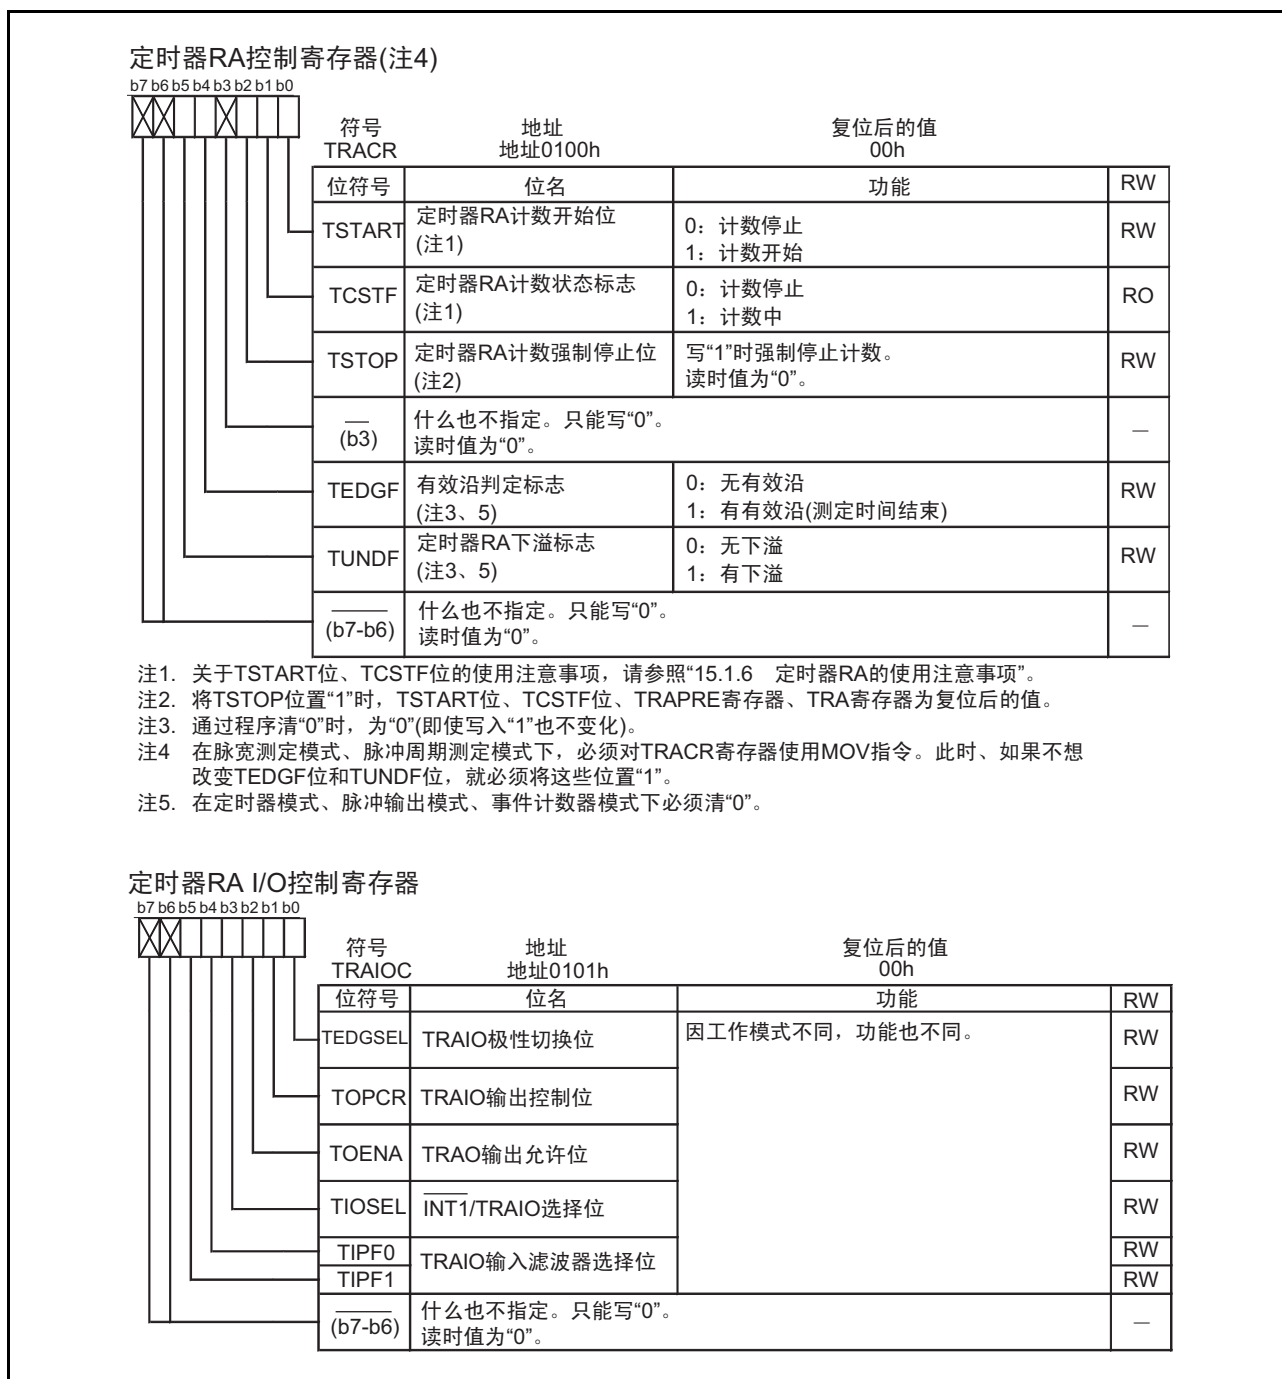 定时器RA控制寄存器(注4)
b7 b6 b5 b4 b3 b2 b1 b0
符号 地址 复位后的值
TRACR 地址0100h 00h
位符号 位名 功能 RW
TSTART 定时器RA计数开始位 (注1) 0：计数停止 RW
1：计数开始
TCSTF 定时器RA计数状态标志 (注1) 0：计数停止 RO
1：计数中
TSTOP 定时器RA计数强制停止位 (注2) 写“1”时强制停止计数。 RW
读时值为“0”。
— (b3) 什么也不指定。只能写“0”。 —
读时值为“0”。
TEDGF 有效沿判定标志 (注3、5) 0：无有效沿 RW
1：有有效沿(测定时间结束)
TUNDF 定时器RA下溢标志 (注3、5) 0：无下溢 RW
1：有下溢
— (b7-b6) 什么也不指定。只能写“0”。 —
读时值为“0”。
注1. 关于TSTART位、TCSTF位的使用注意事项，请参照“15.1.6 定时器RA的使用注意事项”。
注2. 将TSTOP位置“1”时，TSTART位、TCSTF位、TRAPRE寄存器、TRA寄存器为复位后的值。
注3. 通过程序清“0”时，为“0”(即使写入“1”也不变化)。
注4 在脉宽测定模式、脉冲周期测定模式下，必须对TRACR寄存器使用MOV指令。此时、如果不想
改变TEDGF位和TUNDF位，就必须将这些位置“1”。
注5. 在定时器模式、脉冲输出模式、事件计数器模式下必须清“0”。
定时器RA I/O控制寄存器
b7 b6 b5 b4 b3 b2 b1 b0
符号 地址 复位后的值
TRAIOC 地址0101h 00h
位符号 位名 功能 RW
TEDGSEL TRAIO极性切换位 因工作模式不同，功能也不同。 RW
TOPCR TRAIO输出控制位 RW
TOENA TRAO输出允许位 RW
TIOSEL INT1/TRAIO选择位 RW
TIPF0 TRAIO输入滤波器选择位 RW
TIPF1 RW
— (b7-b6) 什么也不指定。只能写“0”。 —
读时值为“0”。